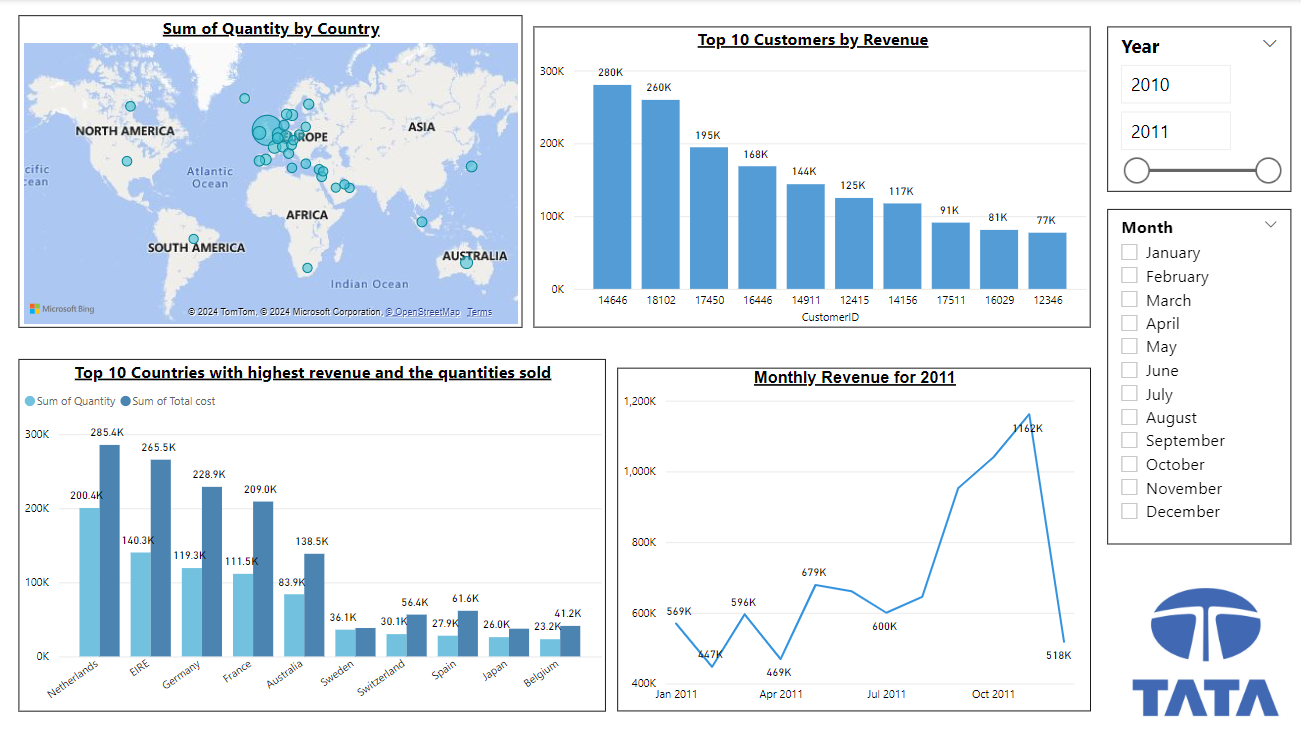 Sum of Quantity by Country
NORTH AMERICA
EUROPE
ASIA
cific
ean
Atlantic
Ocean
AFRICA
SOUTH AMERICA
AUSTRALIA
Indian Ocean
Microsoft Bing
© 2024 TomTom, © 2024 Microsoft Corporation, © OpenStreetMap Terms
Top 10 Customers by Revenue
300K
280K
260K
200K
195K
168K
144K
125K
117K
100K
91K
81K
77K
0K
14646 18102 17450 16446 14911 12415 14156 17511 16029 12346
CustomerID
Year
2010
2011
Month
January
February
March
April
May
June
July
August
September
October
November
December
Top 10 Countries with highest revenue and the quantities sold
Sum of Quantity Sum of Total cost
300K
285.4K
265.5K
228.9K
209.0K
200.4K
200K
140.3K
138.5K
119.3K
111.5K
100K
83.9K
36.1K
30.1K
56.4K
27.9K
61.6K
26.0K
23.2K
41.2K
0K
Netherlands EIRE Germany France Australia Sweden Switzerland Spain Japan Belgium
Monthly Revenue for 2011
1,200K
1162K
1,000K
800K
679K
600K
569K
596K
600K
447K
469K
518K
400K
Jan 2011 Apr 2011 Jul 2011 Oct 2011
TATA